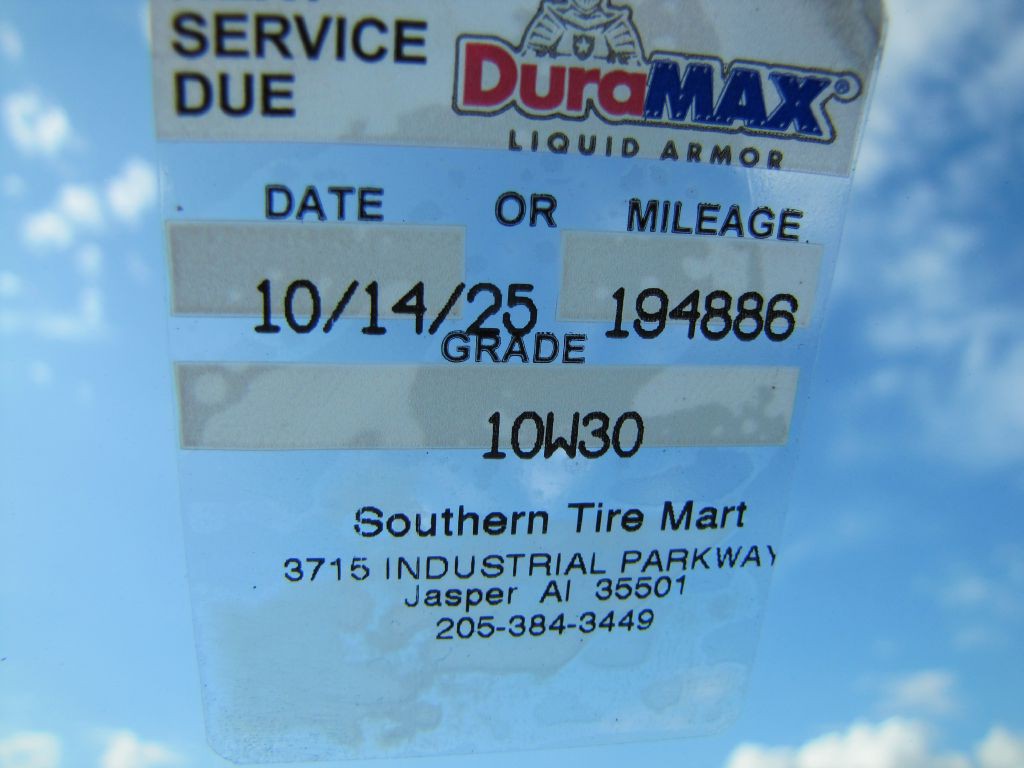 SERVICE
DUE
DuraMAX®
LIQUID ARMOR
DATE OR MILEAGE
10/14/25 194886
GRADE
10W30
Southern Tire Mart
3715 INDUSTRIAL PARKWAY
Jasper Al 35501
205-384-3449